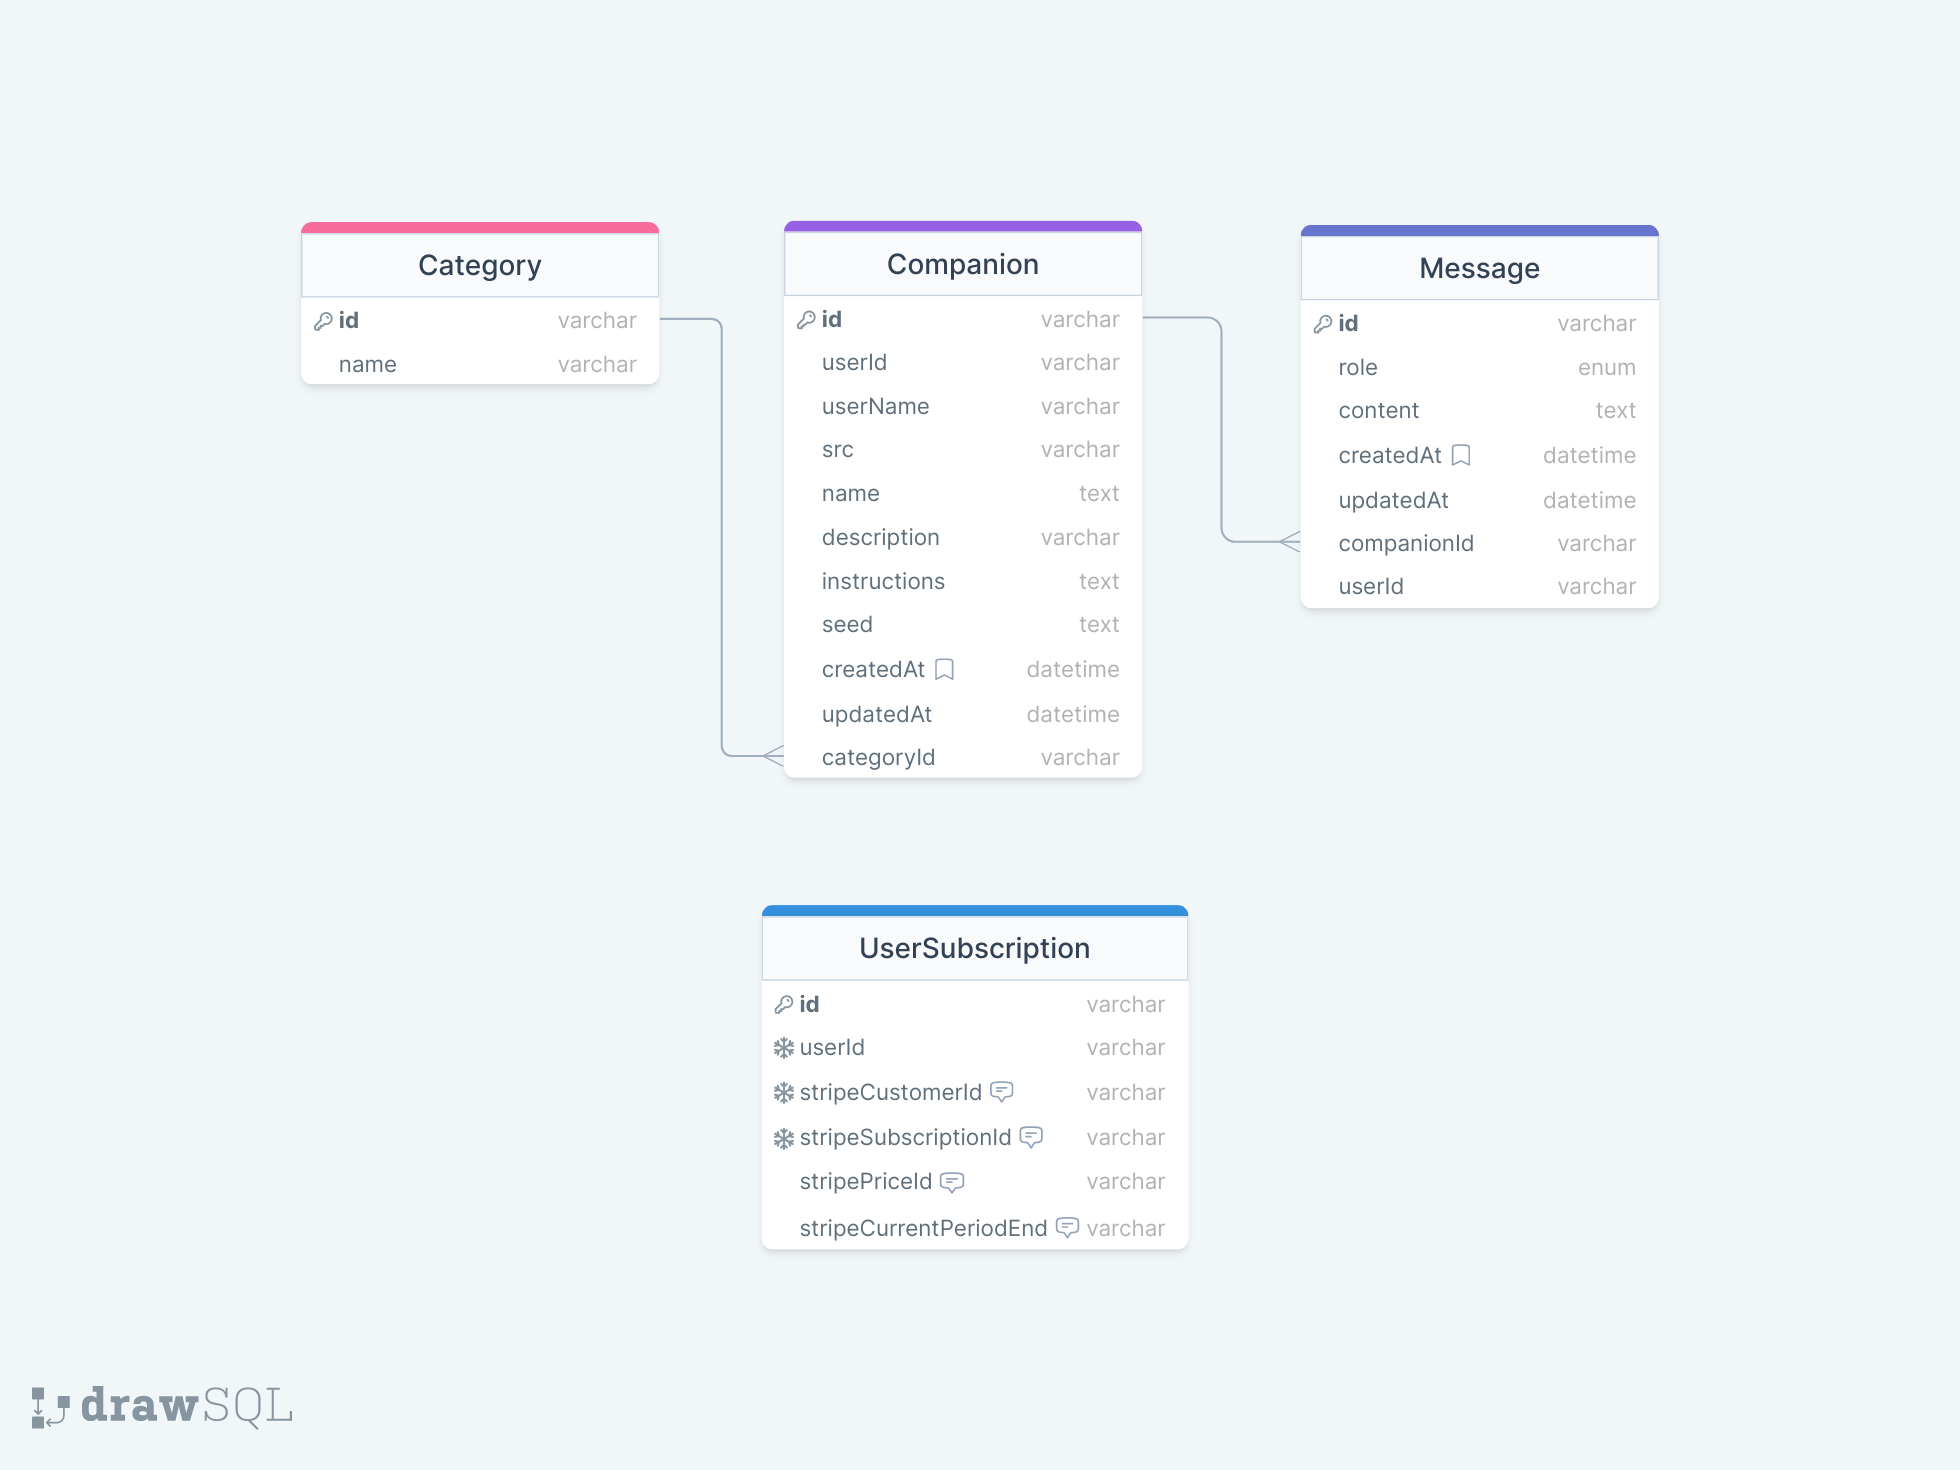 Category
id varchar
name varchar
Companion
id varchar
userId varchar
userName varchar
src varchar
name text
description varchar
instructions text
seed text
createdAt datetime
updatedAt datetime
categoryId varchar
Message
id varchar
role enum
content text
createdAt datetime
updatedAt datetime
companionId varchar
userId varchar
UserSubscription
id varchar
userId varchar
stripeCustomerId varchar
stripeSubscriptionId varchar
stripePriceId varchar
stripeCurrentPeriodEnd varchar
drawSQL